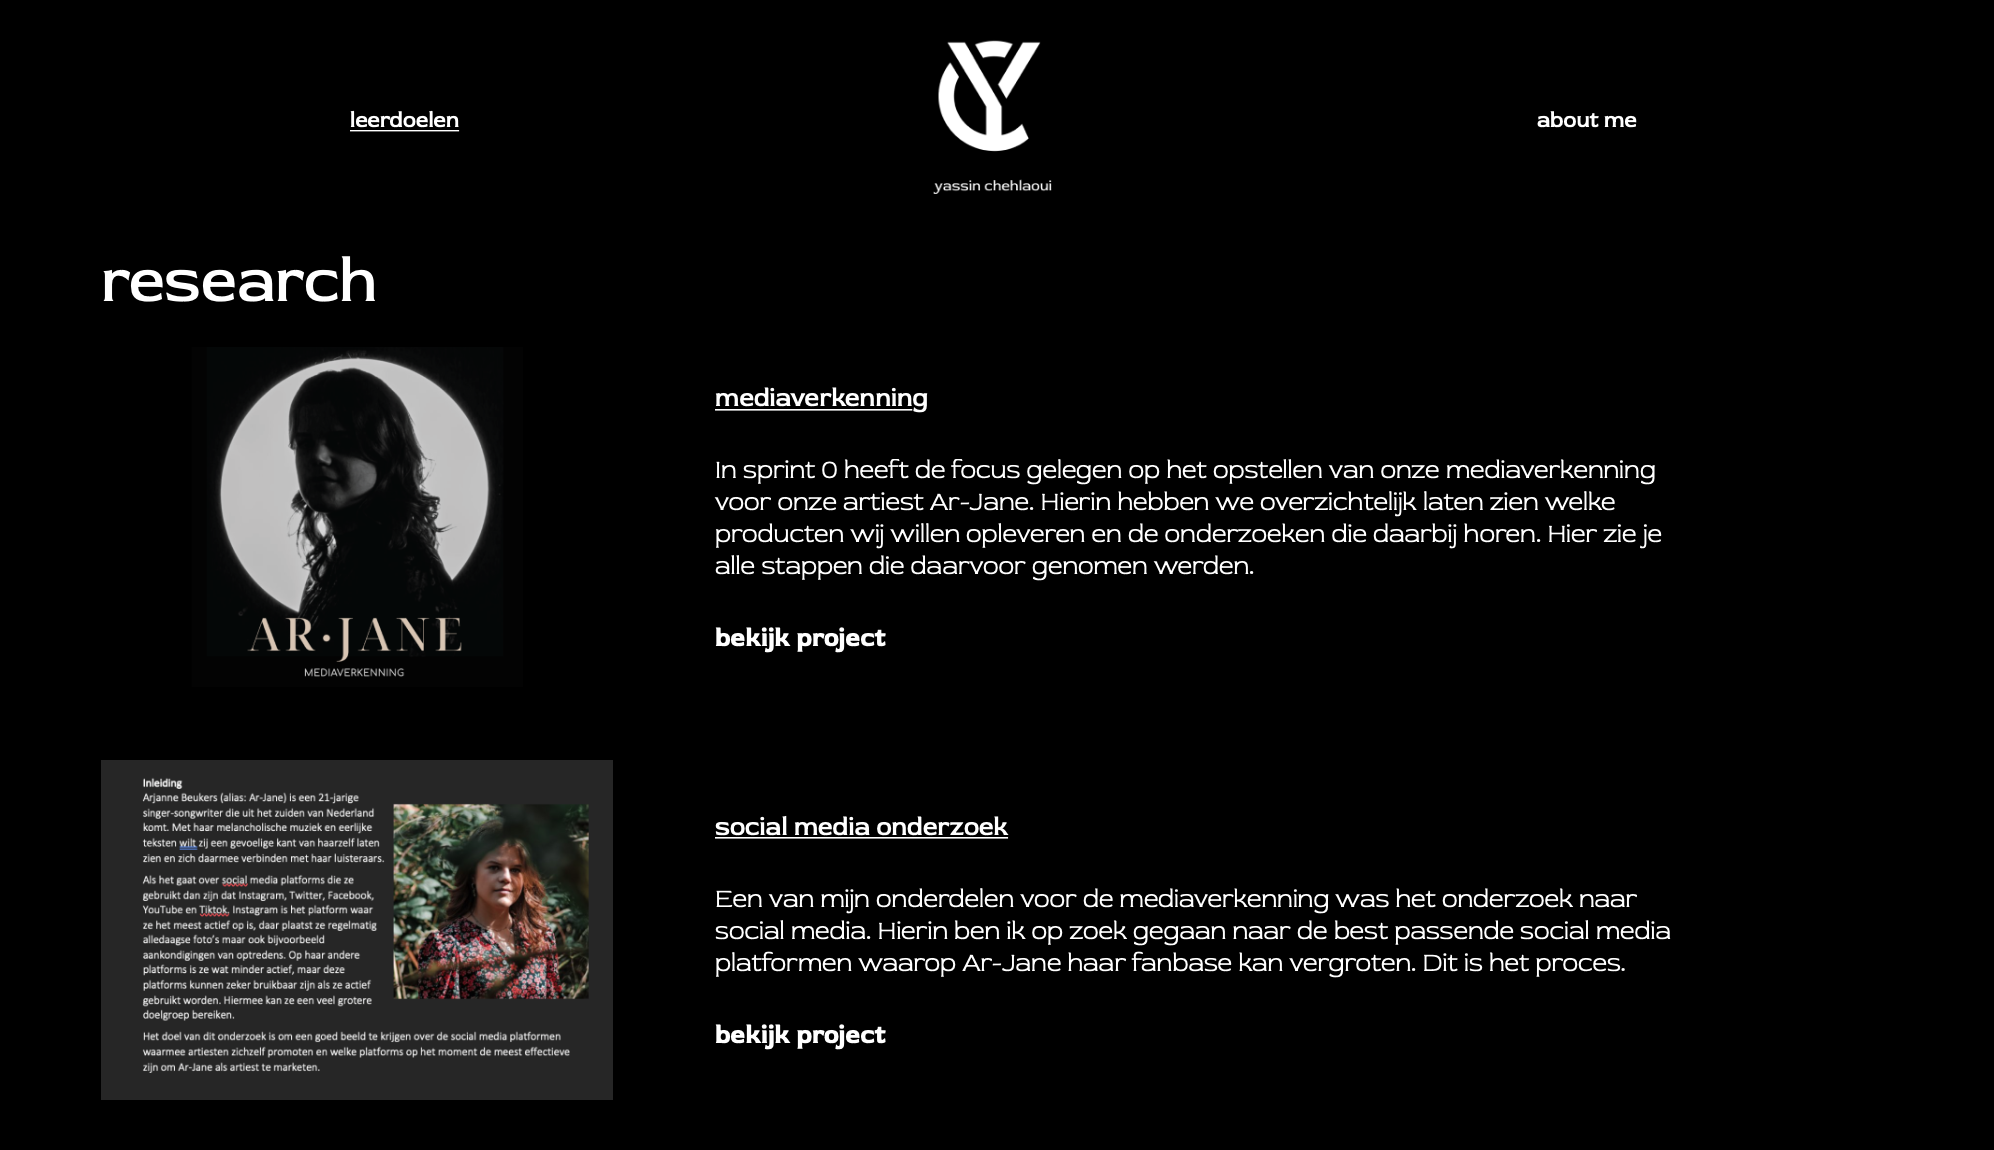 leerdoelen
YC
about me
yassin chehlaoui
research
AR·JANE
MEDIAVERKENNING
mediaverkenning
In sprint 0 heeft de focus gelegen op het opstellen van onze mediaverkenning
voor onze artiest Ar-Jane. Hierin hebben we overzichtelijk laten zien welke
producten wij willen opleveren en de onderzoeken die daarbij horen. Hier zie je
alle stappen die daarvoor genomen werden.
bekijk project
Inleiding
Arjanne Beukers (alias: Ar-Jane) is een 21-jarige
singer-songwriter die uit het zuiden van Nederland
komt. Met haar melancholische muziek en eerlijke
teksten wilt zij een gevoelige kant van haarzelf laten
zien en zich daarmee verbinden met haar luisteraars.
Als het gaat over social media platforms die ze
gebruikt dan zijn dat Instagram, Twitter, Facebook,
YouTube en Tiktok. Instagram is het platform waar
ze het meest actief op is, daar plaatst ze regelmatig
alledaagse foto's maar ook bijvoorbeeld
aankondigingen van optredens. Op haar andere
platforms is ze wat minder actief, maar deze
platforms kunnen zeker bruikbaar zijn als ze actief
gebruikt worden. Hiermee kan ze een veel grotere
doelgroep bereiken.
Het doel van dit onderzoek is om een goed beeld te krijgen over de social media platformen
waarmee artiesten zichzelf promoten en welke platforms op het moment de meest effectieve
zijn om Ar-Jane als artiest te marketen.
social media onderzoek
Een van mijn onderdelen voor de mediaverkenning was het onderzoek naar
social media. Hierin ben ik op zoek gegaan naar de best passende social media
platformen waarop Ar-Jane haar fanbase kan vergroten. Dit is het proces.
bekijk project